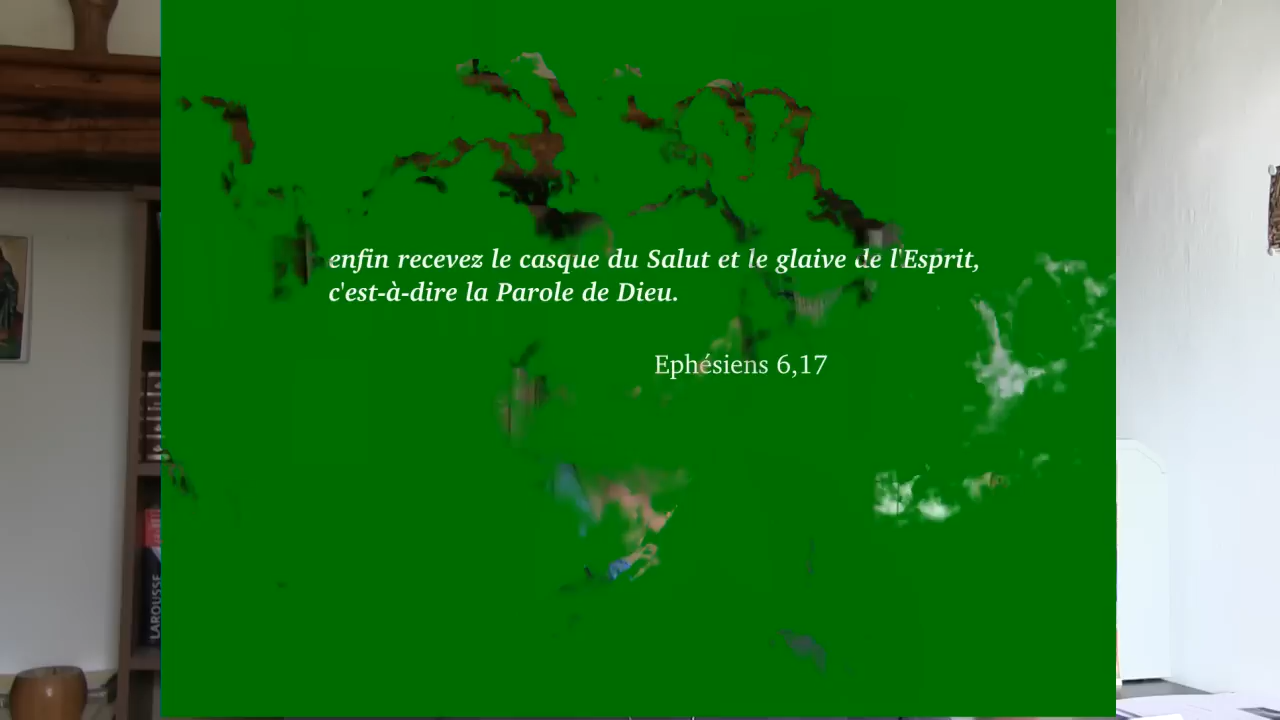 enfin recevez le casque du Salut et le glaive de l'Esprit,
c'est-à-dire la Parole de Dieu.
Ephésiens 6,17
LAROUSSE